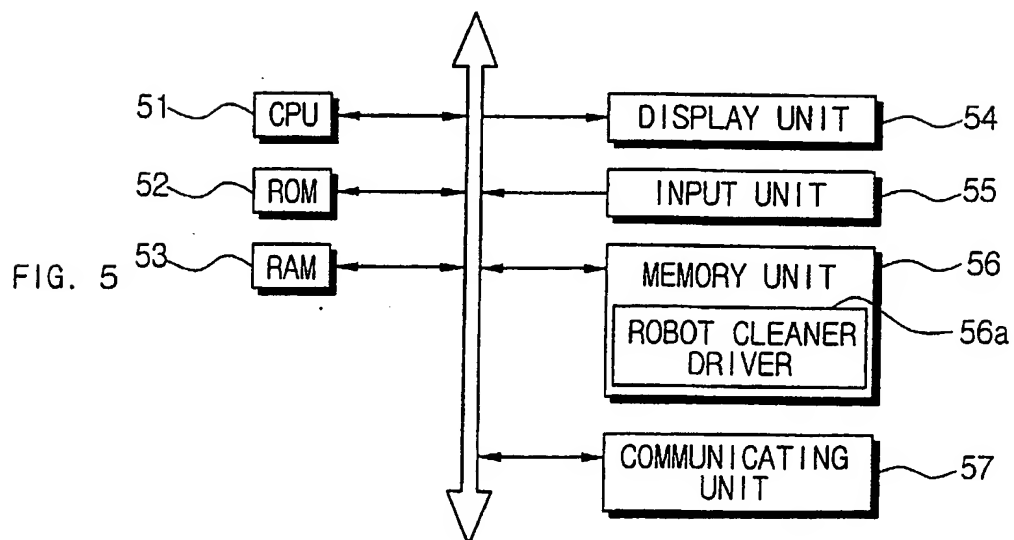 51 CPU DISPLAY UNIT 54
52 ROM INPUT UNIT 55
53 RAM MEMORY UNIT 56
FIG. 5
ROBOT CLEANER 56a
DRIVER
COMMUNICATING
UNIT 57